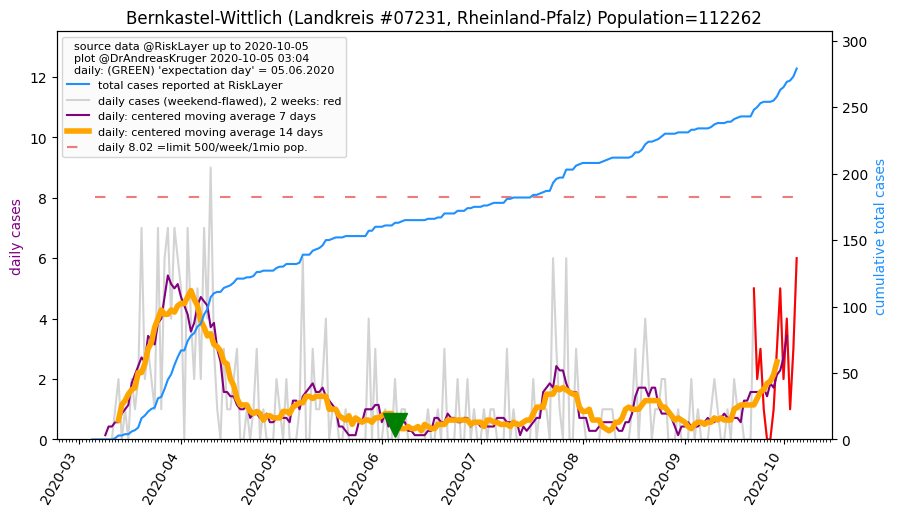 Bernkastel-Wittlich (Landkreis #07231, Rheinland-Pfalz) Population=112262
source data @RiskLayer up to 2020-10-05
plot @DrAndreasKruger 2020-10-05 03:04
daily: (GREEN) 'expectation day' = 05.06.2020
total cases reported at RiskLayer
daily cases (weekend-flawed), 2 weeks: red
daily: centered moving average 7 days
daily: centered moving average 14 days
daily 8.02 =limit 500/week/1mio pop.
daily cases
0
2
4
6
8
10
12
cumulative total cases
0
50
100
150
200
250
300
2020-03
2020-04
2020-05
2020-06
2020-07
2020-08
2020-09
2020-10